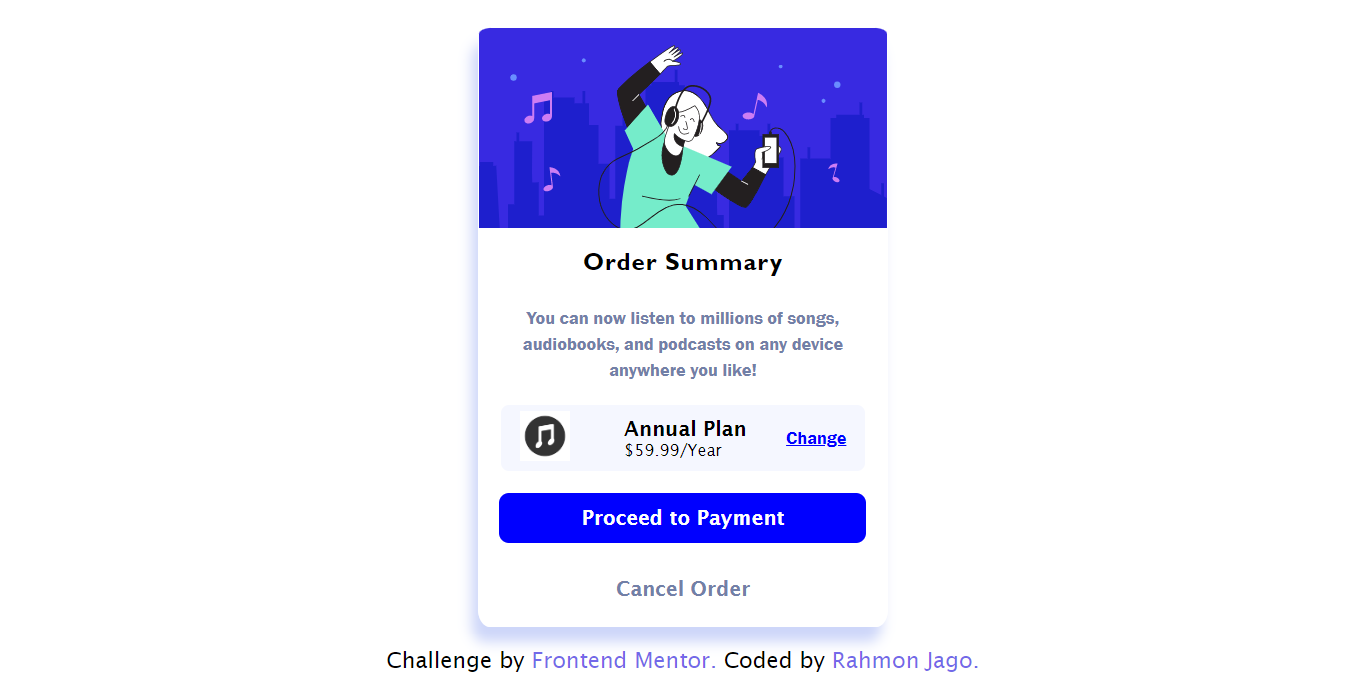 Order Summary
You can now listen to millions of songs,
audiobooks, and podcasts on any device
anywhere you like!
Annual Plan
$59.99/Year
Change
Proceed to Payment
Cancel Order
Challenge by Frontend Mentor. Coded by Rahmon Jago.